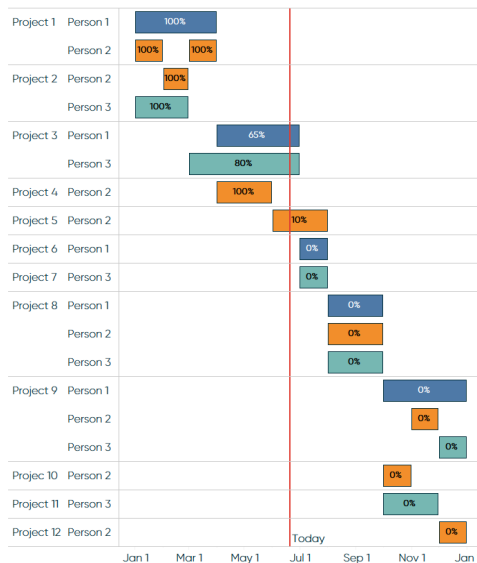 Project 1 Person 1 100%
Person 2 100% 100%
Project 2 Person 2 100%
Person 3 100%
Project 3 Person 1 65%
Person 3 80%
Project 4 Person 2 100%
Project 5 Person 2 10%
Project 6 Person 1 0%
Project 7 Person 3 0%
Project 8 Person 1 0%
Person 2 0%
Person 3 0%
Project 9 Person 1 0%
Person 2 0%
Person 3 0%
Projec 10 Person 2 0%
Project 11 Person 3 0%
Project 12 Person 2 0%
Today
Jan 1 Mar 1 May 1 Jul 1 Sep 1 Nov 1 Jan